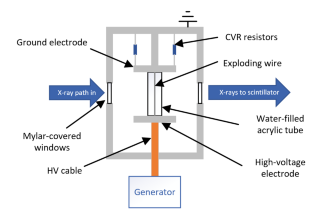 Ground electrode
CVR resistors
Exploding wire
X-ray path in
X-rays to scintillator
Mylar-covered
windows
Water-filled
acrylic tube
HV cable
High-voltage
electrode
Generator